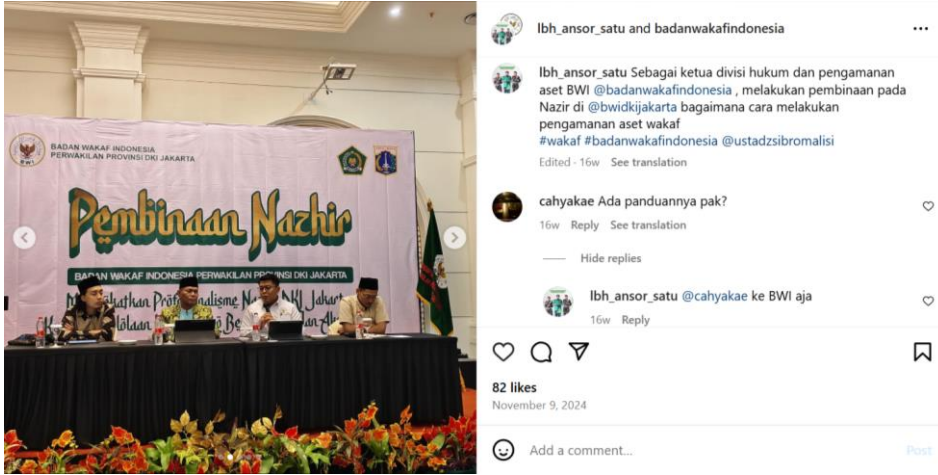 BWI
BADAN WAKAF INDONESIA
PERWAKILAN PROVINSI DKI JAKARTA
Pembinaan Nazhir
BADAN WAKAF INDONESIA PERWAKILAN PROVINSI DKI JAKARTA
DKI Jakarta
lbh_ansor_satu and badanwakafindonesia
lbh_ansor_satu Sebagai ketua divisi hukum dan pengamanan
aset BWI @badanwakafindonesia , melakukan pembinaan pada
Nazir di @bwidkijakarta bagaimana cara melakukan
pengamanan aset wakaf
#wakaf #badanwakafindonesia @ustadzsibromalisi
Edited · 16w See translation
cahyakae Ada panduannya pak?
16w Reply See translation
Hide replies
lbh_ansor_satu @cahyakae ke BWI aja
16w Reply
82 likes
November 9, 2024
Add a comment...
Post